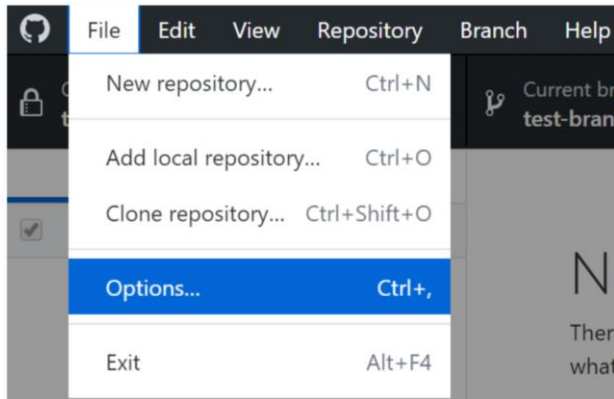 File Edit View Repository Branch Help
New repository... Ctrl+N
Current br
test-bran
Add local repository... Ctrl+O
Clone repository... Ctrl+Shift+O
Options... Ctrl+,
N
Ther
what
Exit Alt+F4